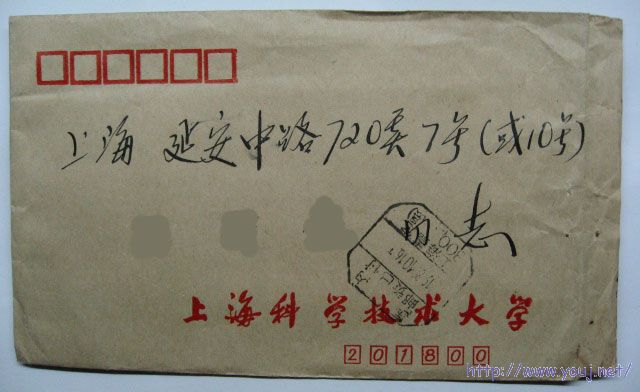 上海 延安中路720弄7号(或10号)
同志
上海科学技术大学
201800
http://www.youj.net/